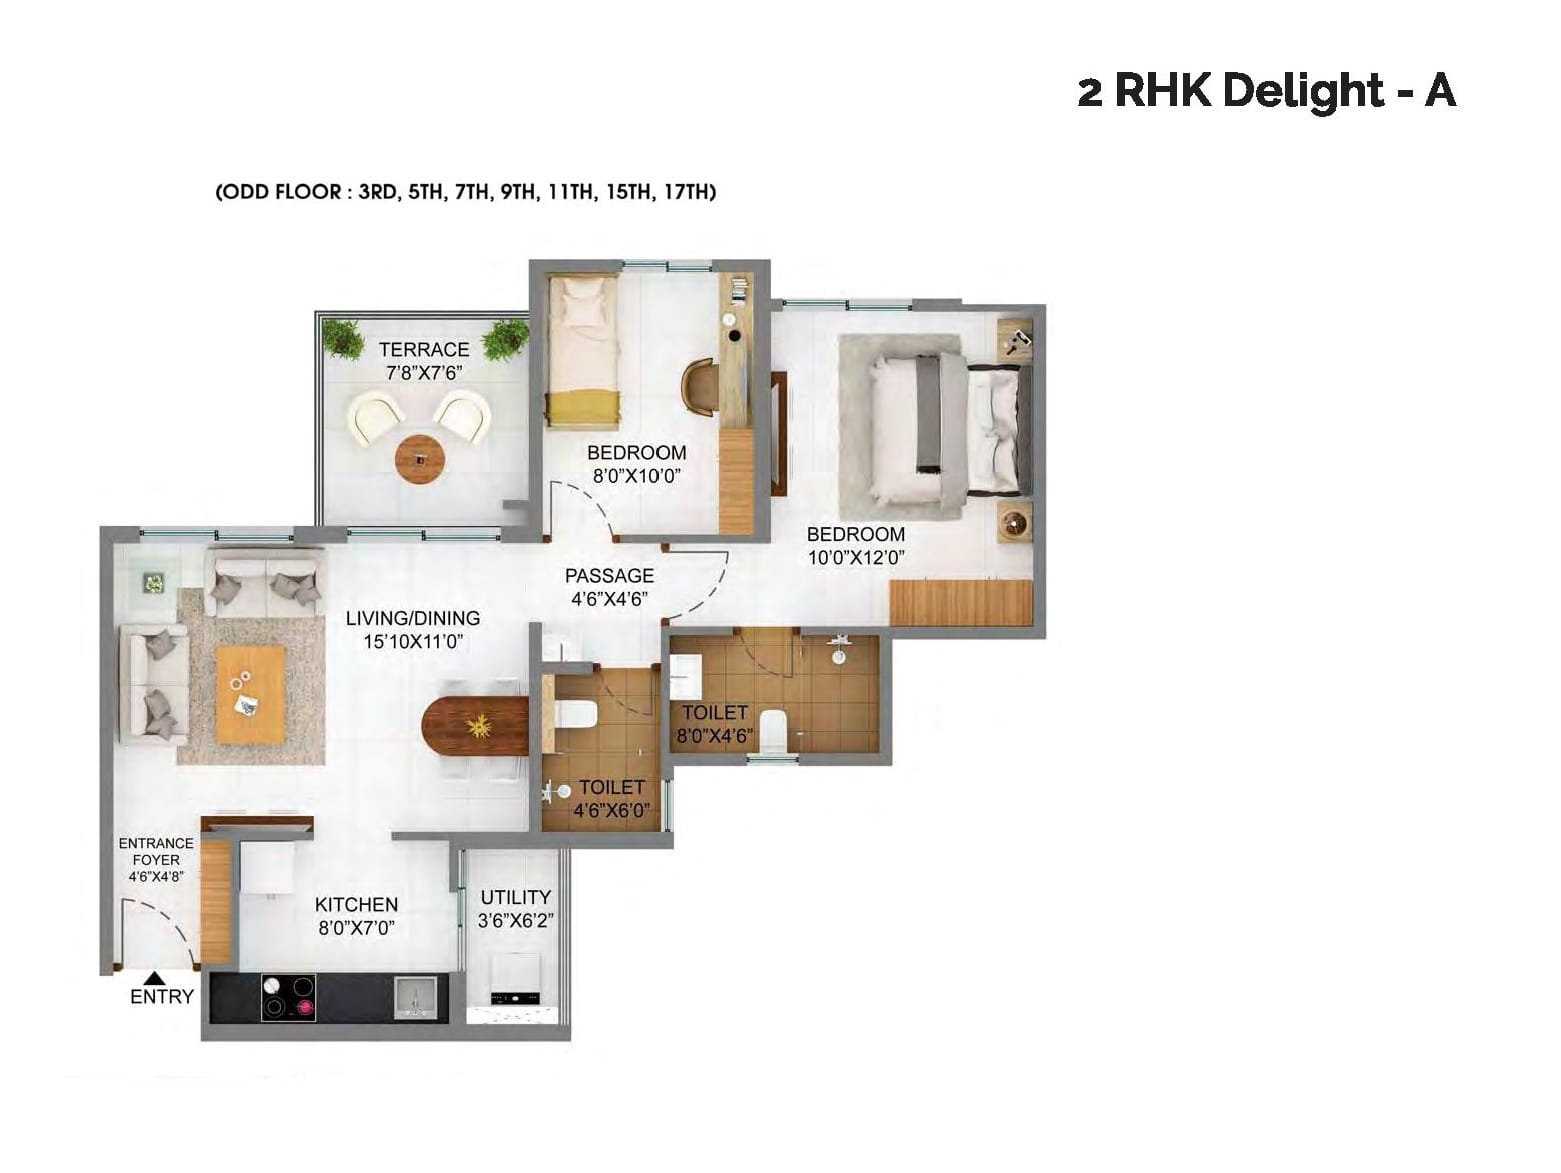 2 RHK Delight - A
(ODD FLOOR : 3RD, 5TH, 7TH, 9TH, 11TH, 15TH, 17TH)
TERRACE
7'8"X7'6"
BEDROOM
8'0"X10'0"
BEDROOM
10'0"X12'0"
PASSAGE
4'6"X4'6"
LIVING/DINING
15'10X11'0"
TOILET
8'0"X4'6"
TOILET
4'6"X6'0"
ENTRANCE
FOYER
4'6"X4'8"
KITCHEN
8'0"X7'0"
UTILITY
3'6"X6'2"
ENTRY